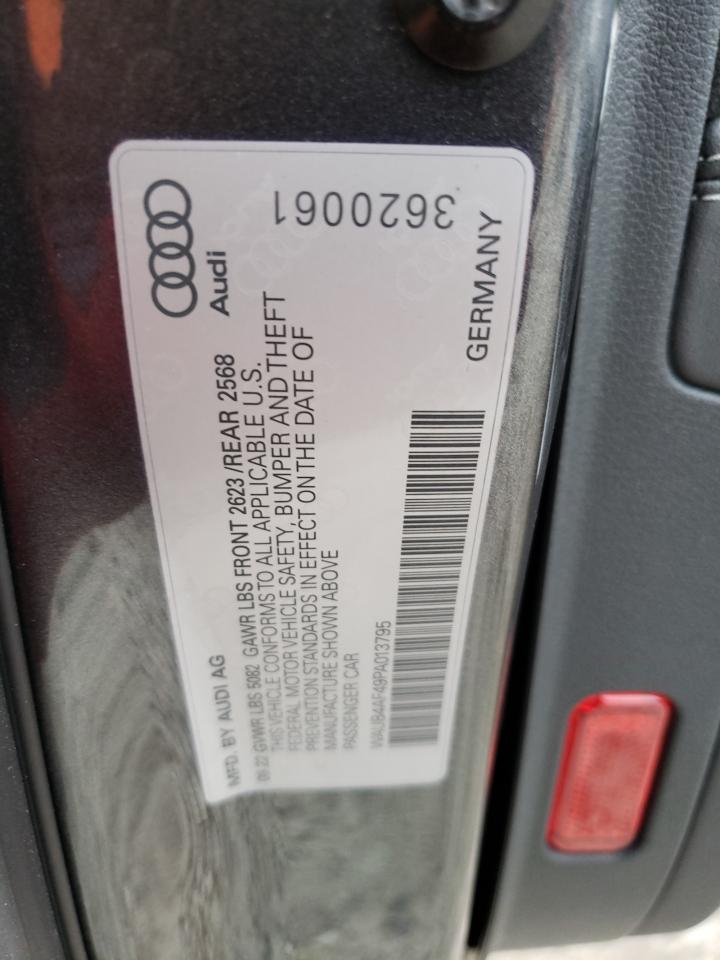 Audi
3620061
MFD. BY AUDI AG
GERMANY
GVWR LBS 5082 GAWR LBS FRONT 2623 /REAR 2568
THIS VEHICLE CONFORMS TO ALL APPLICABLE U.S.
FEDERAL MOTOR VEHICLE SAFETY, BUMPER AND THEFT
PREVENTION STANDARDS IN EFFECT ON THE DATE OF
MANUFACTURE SHOWN ABOVE
PASSENGER CAR
WAUB4AF49PA013795